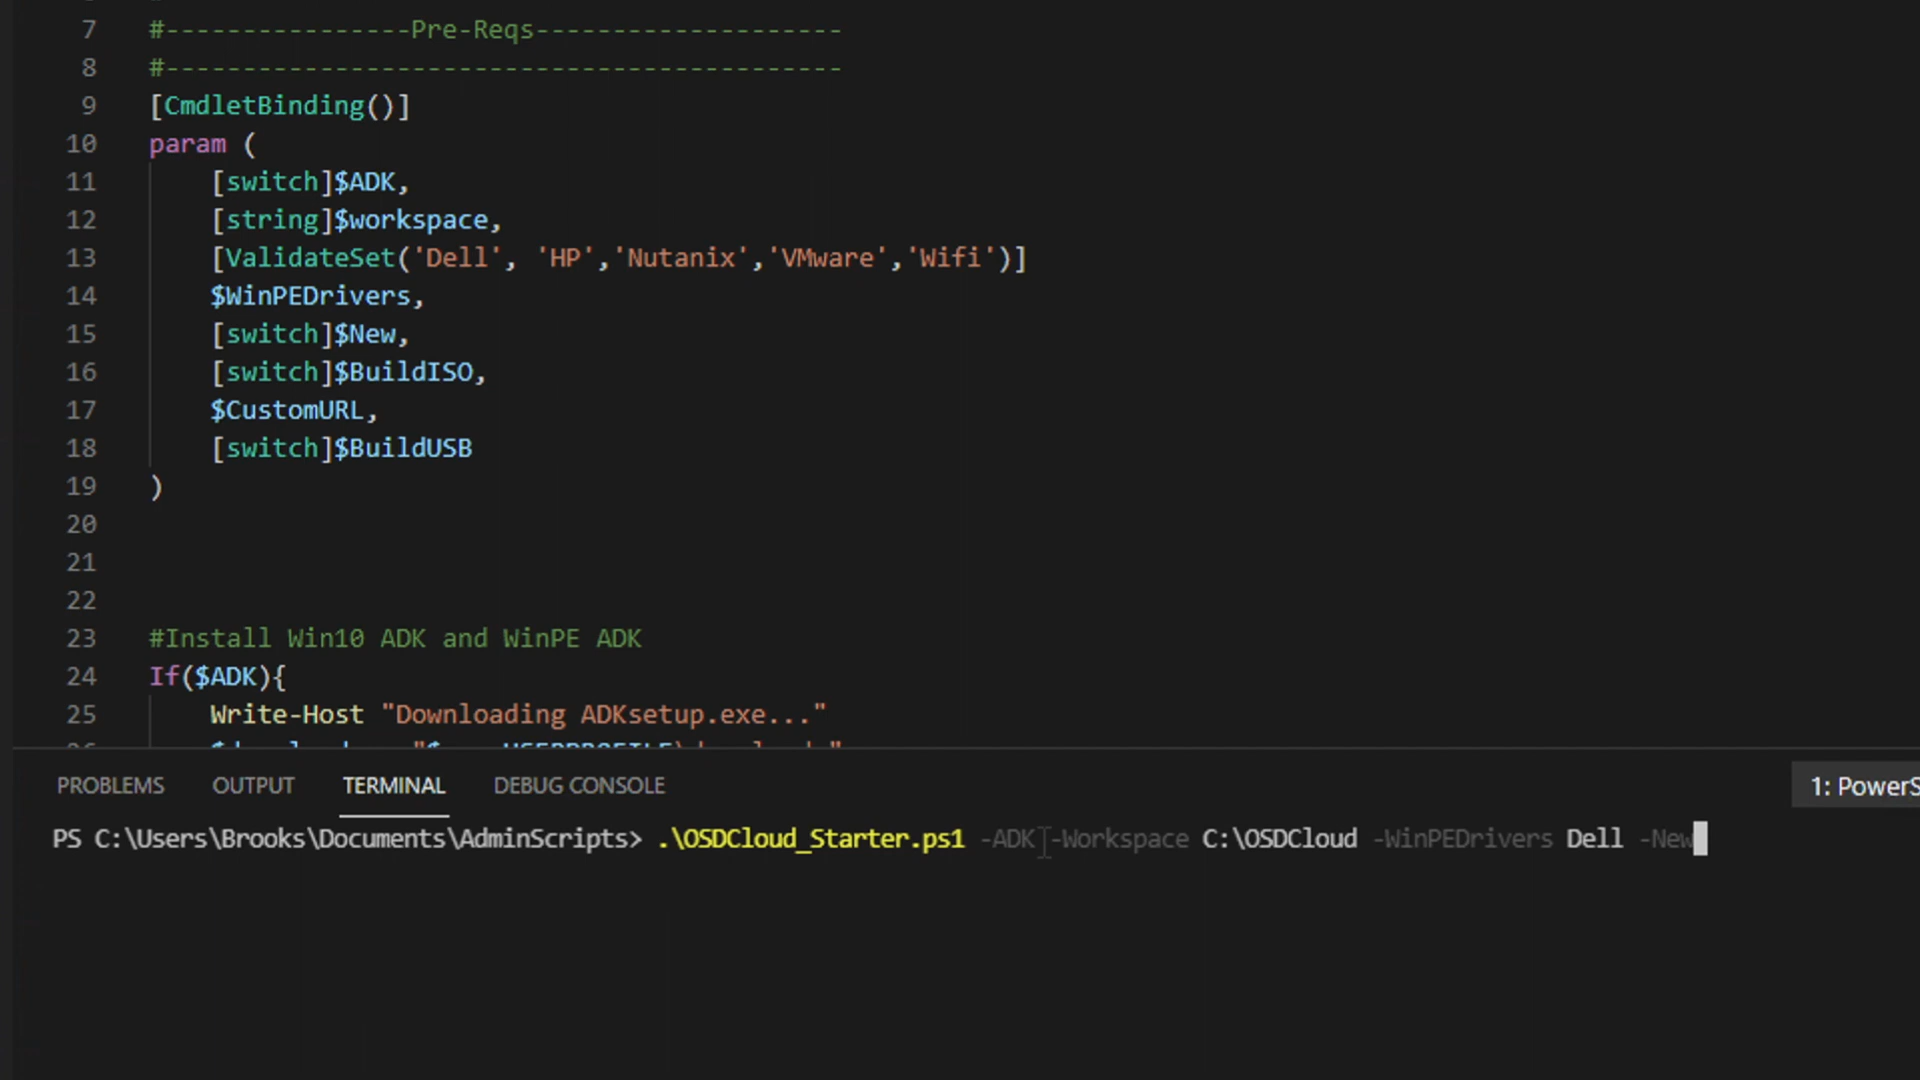 7 #----------------Pre-Reqs--------------------
8 #--------------------------------------------
9 [CmdletBinding()]
10 param (
11 [switch]$ADK,
12 [string]$workspace,
13 [ValidateSet('Dell', 'HP','Nutanix','VMware','Wifi')]
14 $WinPEDrivers,
15 [switch]$New,
16 [switch]$BuildISO,
17 $CustomURL,
18 [switch]$BuildUSB
19 )
20
21
22
23 #Install Win10 ADK and WinPE ADK
24 If($ADK){
25 Write-Host "Downloading ADKsetup.exe..."
PROBLEMS OUTPUT TERMINAL DEBUG CONSOLE 1: PowerS
PS C:\Users\Brooks\Documents\AdminScripts> .\OSDCloud_Starter.ps1 -ADK -Workspace C:\OSDCloud -WinPEDrivers Dell -New